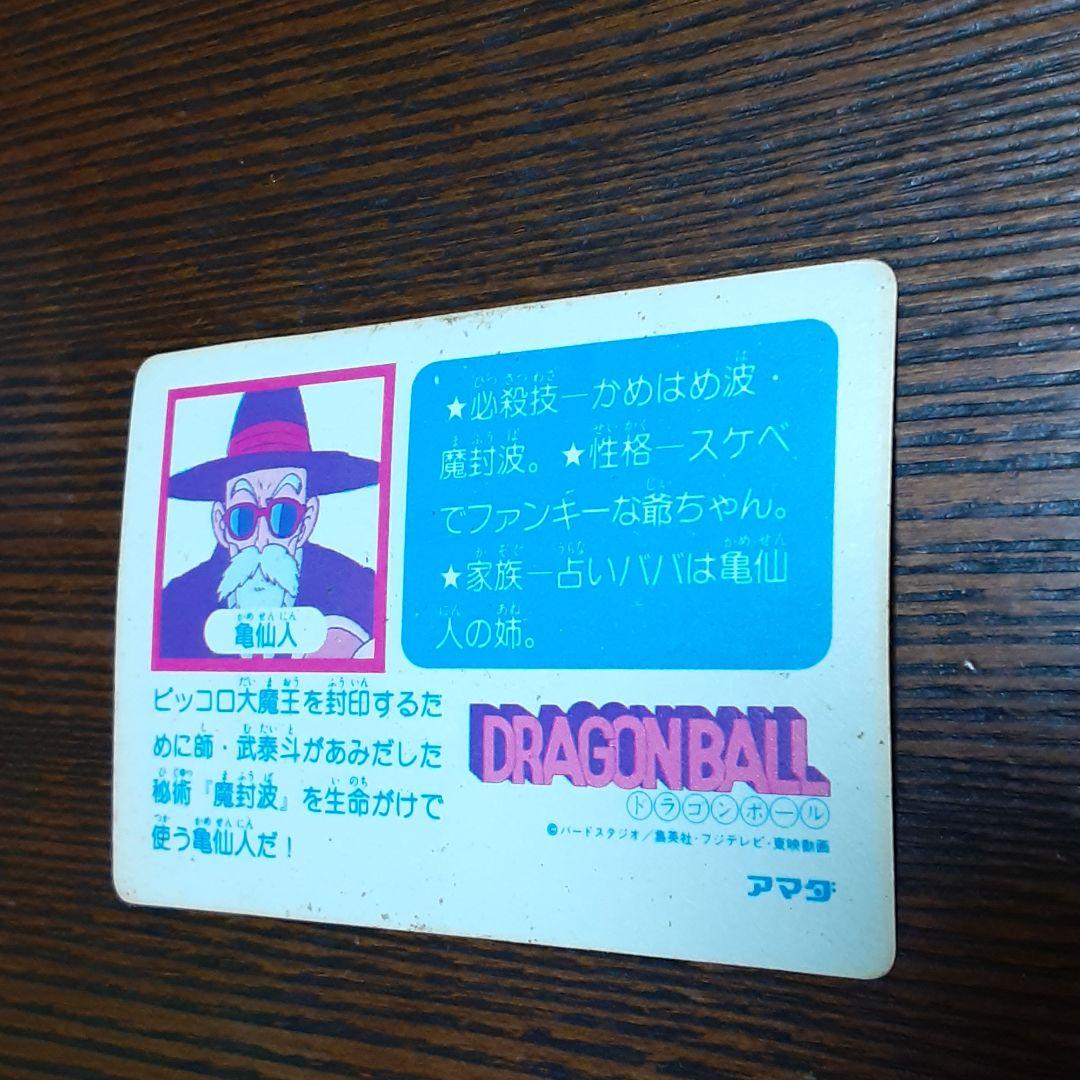 亀仙人
★必殺技－かめはめ波・
魔封波。★性格－スケベ
でファンキーな爺ちゃん。
★家族－占いババは亀仙
人の姉。
ピッコロ大魔王を封印するた
めに師・武泰斗があみだした
秘術『魔封波』を生命がけで
使う亀仙人だ！
DRAGON BALL
ドラゴンボール
©バードスタジオ／集英社・フジテレビ・東映動画
アマダ